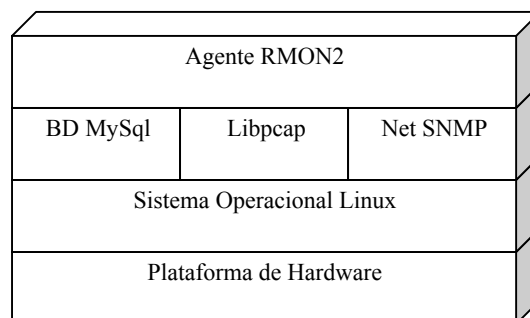 Agente RMON2
BD MySql
Libpcap
Net SNMP
Sistema Operacional Linux
Plataforma de Hardware